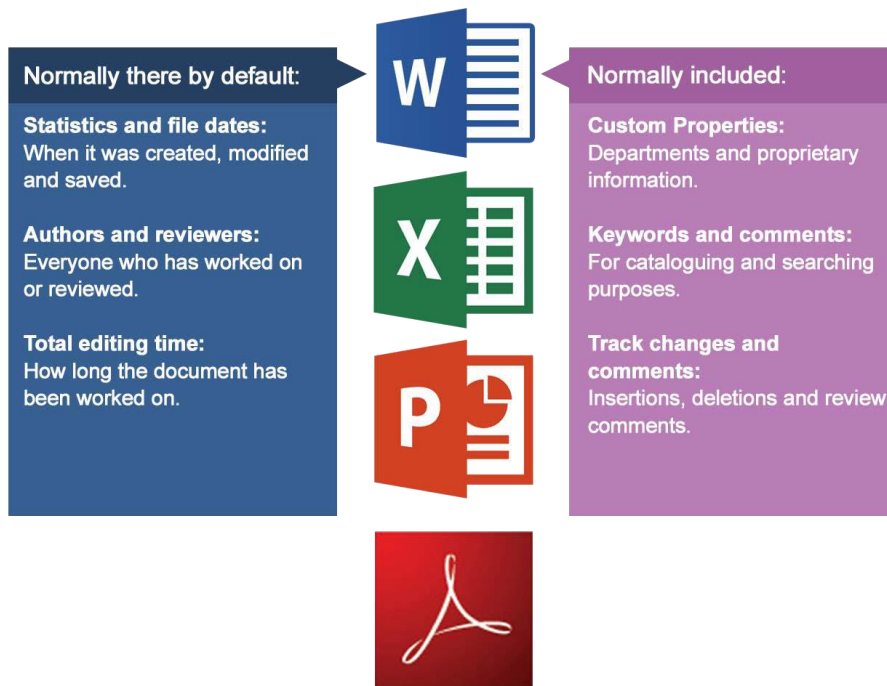 Normally there by default:
Statistics and file dates:
When it was created, modified
and saved.
Authors and reviewers:
Everyone who has worked on
or reviewed.
Total editing time:
How long the document has
been worked on.
W
X
P
Normally included:
Custom Properties:
Departments and proprietary
information.
Keywords and comments:
For cataloguing and searching
purposes.
Track changes and
comments:
Insertions, deletions and review
comments.